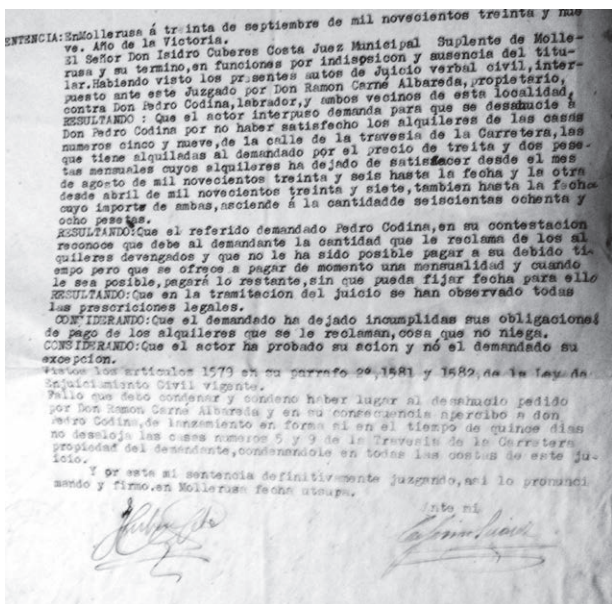 ENTENCIA:EnMollerusa á treinta de septiembre de mil novecientos treinta y nue
ve. Año de la Victoria.
El Señor Don Isidro Cuberes Costa Juez Municipal Suplente de Molle-
rusa y su termino, en funciones por indisposicon y ausencia del titu-
lar.Habiendo visto los presentes autos de Juicio verbal civil, inter-
puesto ante este Juzgado por Don Ramon Carné Albareda, propietario,
contra Don Pedro Codina, labrador, y ambos vecinos de esta localidad,
RESULTANDO : Que el actor interpuso demanda para que se desahucie á
Don Pedro Codina por no haber satisfecho los alquileres de las casas
numeros cinco y nueve, de la calle de la travesia de la Carretera, las
que tiene alquiladas al demandado por el precio de treita y dos pese-
tas mensuales cuyos alquileres ha dejado de satisfacer desde el mes
de agosto de mil novecientos treinta y seis hasta la fecha y la otra
desde abril de mil novecientos treinta y siete, tambien hasta la fecha
cuyo importe de ambas, asciende á la cantidadde seiscientas ochenta y
ocho pesetas.
RESULTANDO:Que el referido demandado Pedro Codina, en su contestacion
reconoce que debe al demandante la cantidad que le reclama de los al
quileres devengados y que no le ha sido posible pagar a su debido ti-
empo pero que se ofrece a pagar de momento una mensualidad y cuando
le sea posible, pagará lo restante, sin que pueda fijar fecha para ello
RESULTANDO:Que en la tramitacion del juicio se han observado todas
las prescriciones legales.
CONSIDERANDO:Que el demandado ha dejado incumplidas sus obligaciones
de pago de los alquileres que se le reclaman, cosa que no niega.
CONSIDERANDO:Que el actor ha probado su acion y nó el demandado su
excepcion.
Vistos los articulos 1579 en su parrafo 2º, 1581 y 1582, de la Ley de
Enjuicimiento Civil vigente.
Fallo que debo condenar y condeno haber lugar al desahucio pedido
por Don Ramon Carné Albareda y en su consecuencia apercibo a don
Pedro Codina, de lanzamiento en forma si en el tiempo de quince dias
no desaloja las casas numeros 5 y 9 de la Travesia de la Carretera
propiedad del demandante, condenandole en todas las costas de este ju-
icio.
Y por esta mi sentencia definitivamente juzgando, asi lo pronunci
mando y firmo.en Mollerusa fecha utsupa.
Ante mi